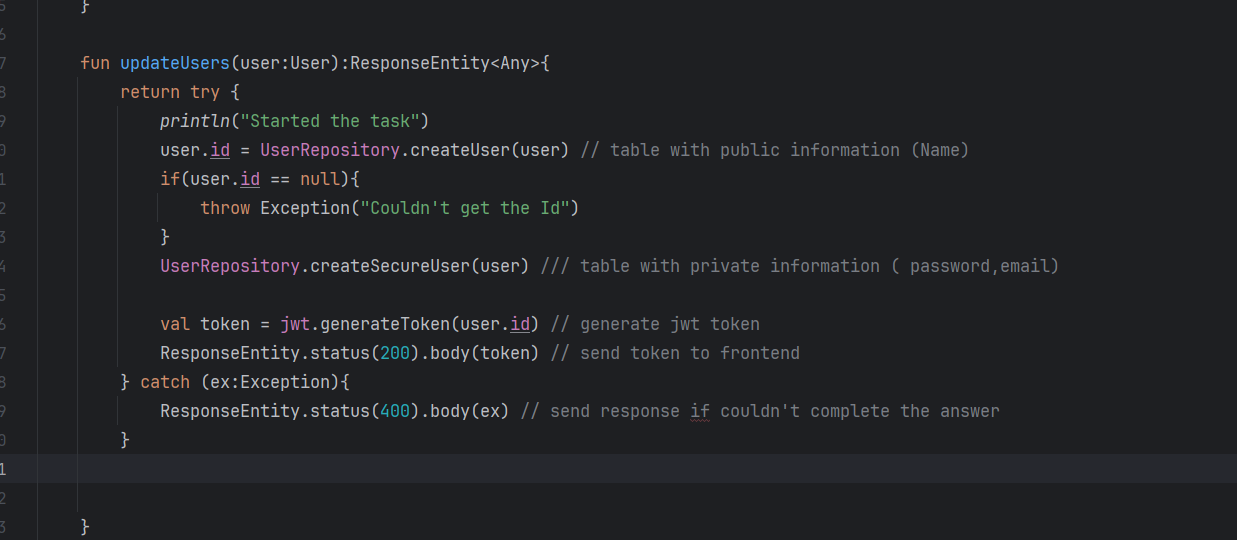 5 }
6
7 fun updateUsers(user:User):ResponseEntity<Any>{
8 return try {
9 println("Started the task")
0 user.id = UserRepository.createUser(user) // table with public information (Name)
1 if(user.id == null){
2 throw Exception("Couldn't get the Id")
3 }
4 UserRepository.createSecureUser(user) /// table with private information ( password,email)
5
6 val token = jwt.generateToken(user.id) // generate jwt token
7 ResponseEntity.status(200).body(token) // send token to frontend
8 } catch (ex:Exception){
9 ResponseEntity.status(400).body(ex) // send response if couldn't complete the answer
0 }
1
2
3 }